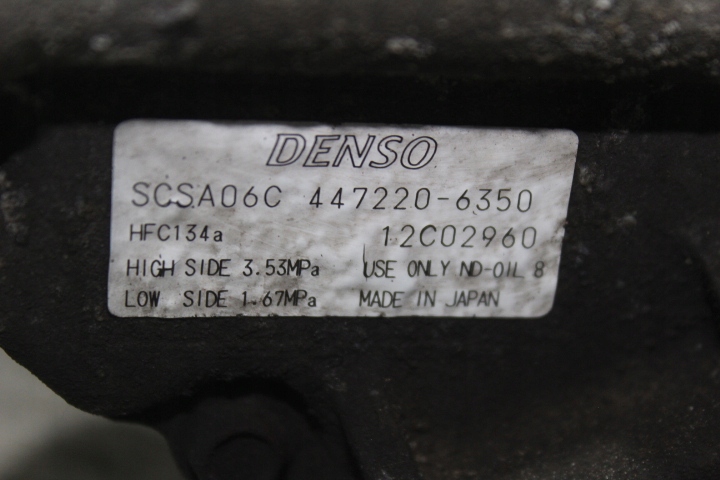 DENSO
SCSA06C 447220-6350
HFC134a 12C02960
HIGH SIDE 3.53MPa USE ONLY ND-OIL 8
LOW SIDE 1.67MPa MADE IN JAPAN